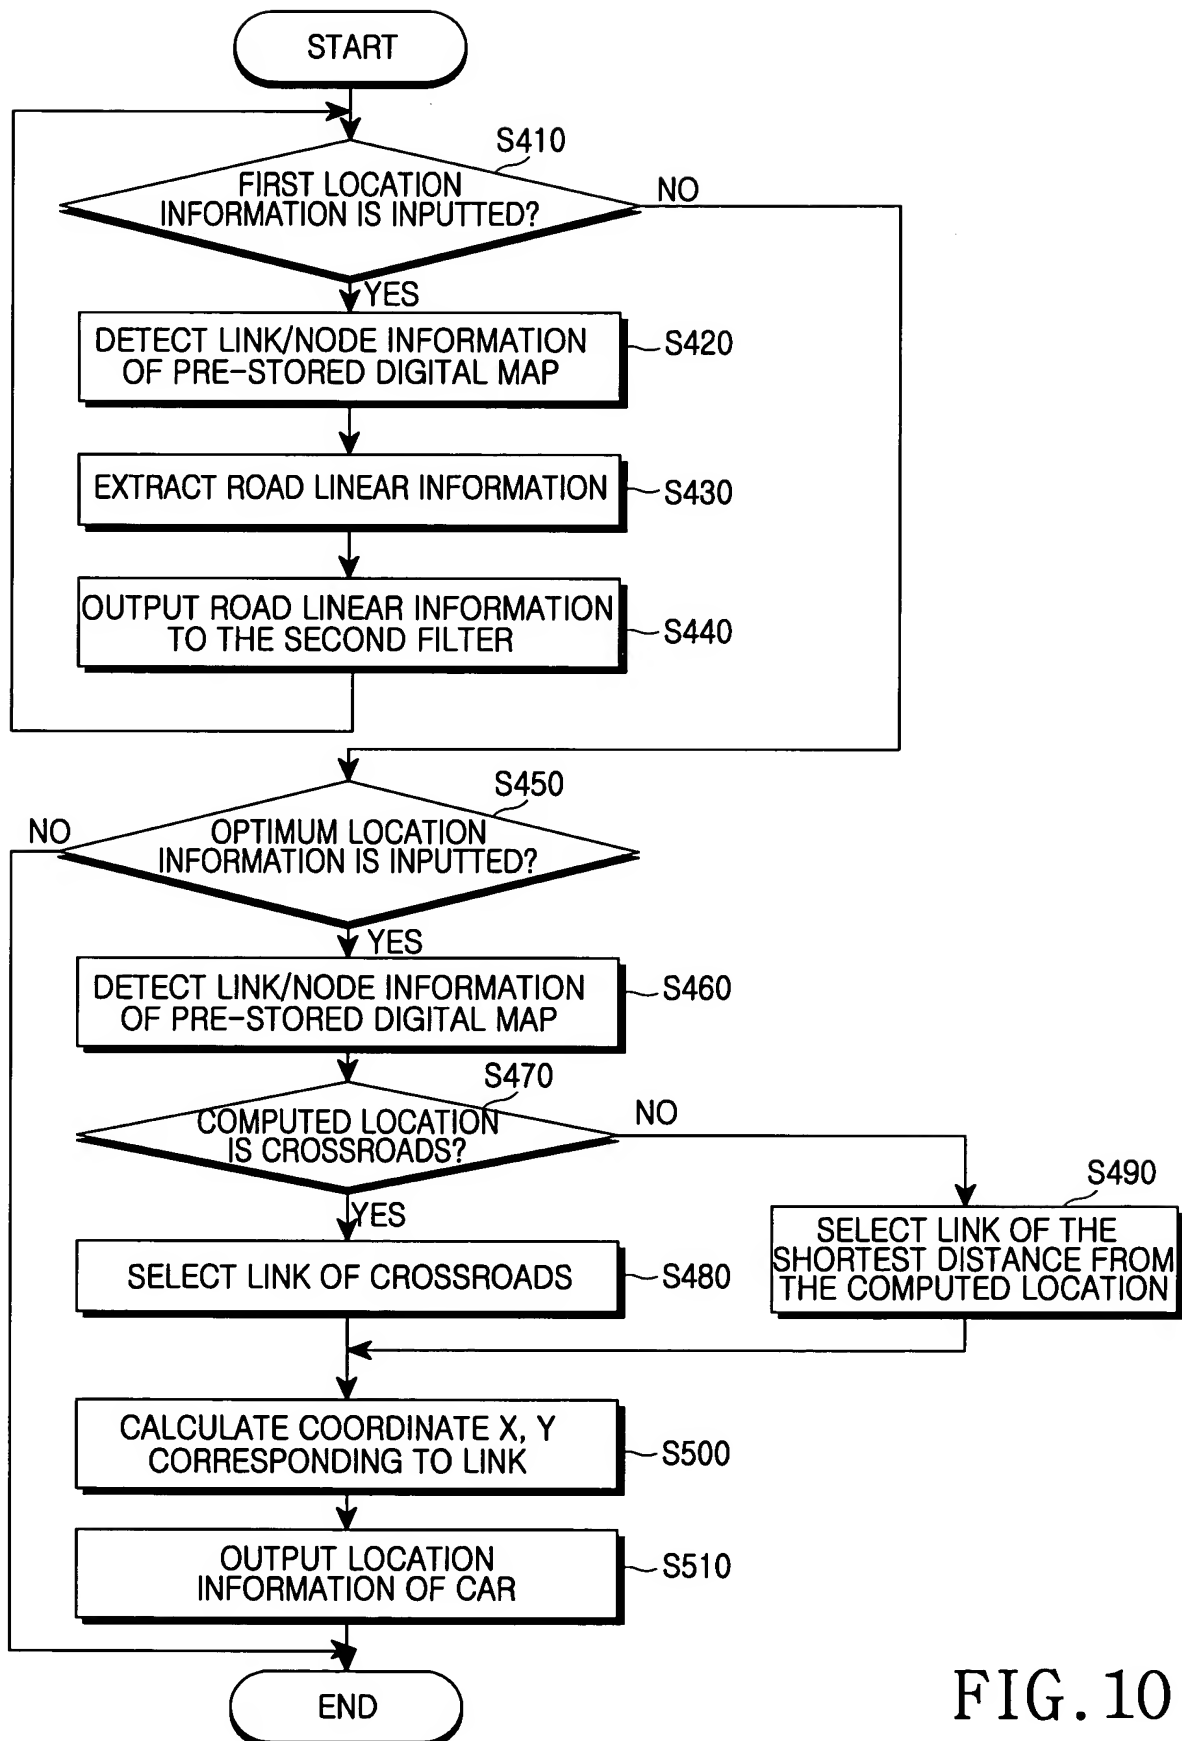 START
S410
FIRST LOCATION
INFORMATION IS INPUTTED?
NO
YES
DETECT LINK/NODE INFORMATION
OF PRE-STORED DIGITAL MAP
S420
EXTRACT ROAD LINEAR INFORMATION
S430
OUTPUT ROAD LINEAR INFORMATION
TO THE SECOND FILTER
S440
S450
NO
OPTIMUM LOCATION
INFORMATION IS INPUTTED?
YES
DETECT LINK/NODE INFORMATION
OF PRE-STORED DIGITAL MAP
S460
S470
COMPUTED LOCATION
IS CROSSROADS?
NO
YES
S490
SELECT LINK OF THE
SHORTEST DISTANCE FROM
THE COMPUTED LOCATION
SELECT LINK OF CROSSROADS
S480
CALCULATE COORDINATE X, Y
CORRESPONDING TO LINK
S500
OUTPUT LOCATION
INFORMATION OF CAR
S510
END
FIG.10